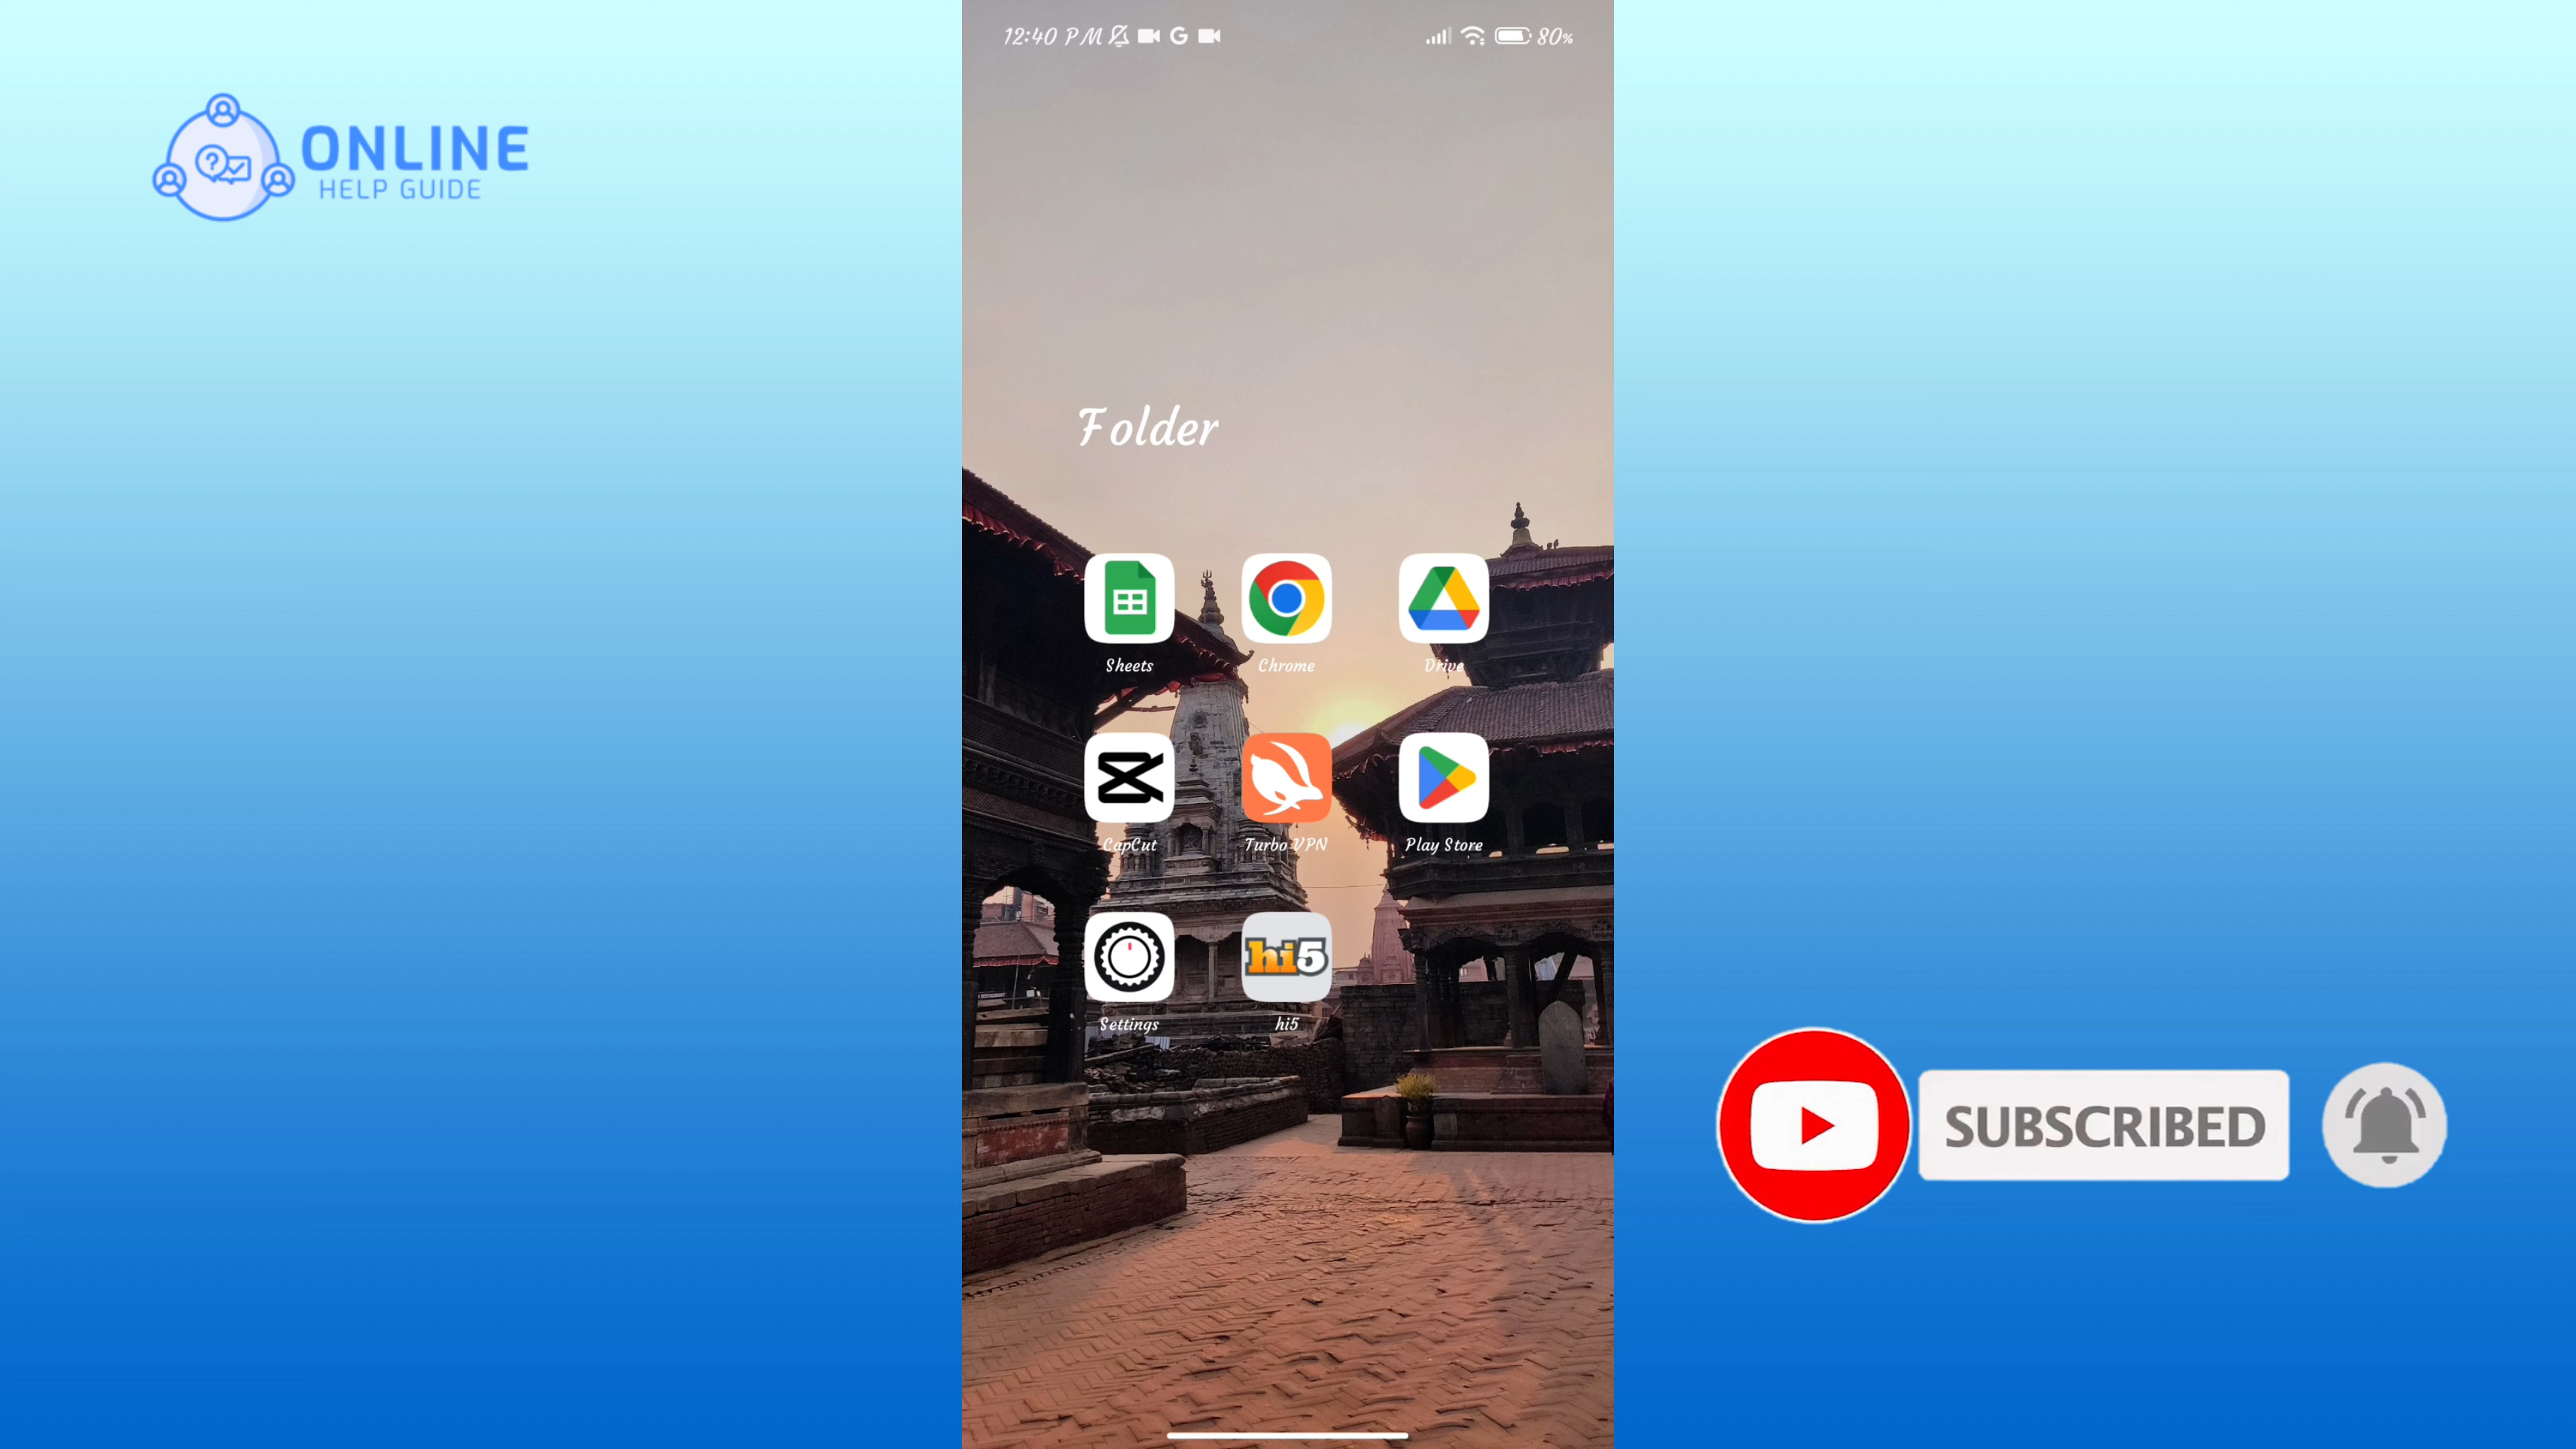 ONLINE
HELP GUIDE
12:40 PM
80%
Folder
Sheets
Chrome
Drive
CapCut
Turbo VPN
Play Store
Settings
hi5
hi5
SUBSCRIBED